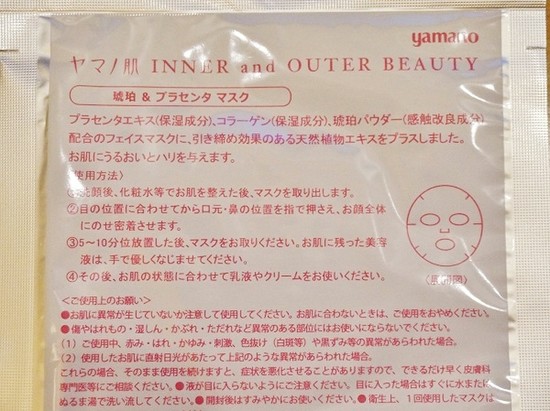 yamano
ヤマノ肌 INNER and OUTER BEAUTY
琥珀 & プラセンタ マスク
プラセンタエキス(保湿成分)、コラーゲン(保湿成分)、琥珀パウダー(感触改良成分)
配合のフェイスマスクに、引き締め効果のある天然植物エキスをプラスしました。
お肌にうるおいとハリを与えます。
〈使用方法〉
①洗顔後、化粧水等でお肌を整えた後、マスクを取り出します。
②目の位置に合わせてから口元・鼻の位置を指で押さえ、お顔全体
にのせ密着させます。
③5〜10分位放置した後、マスクをお取りください。お肌に残った美容
液は、手で優しくなじませてください。
④その後、お肌の状態に合わせて乳液やクリームをお使いください。
〈使用図〉
〈ご使用上のお願い〉
●お肌に異常が生じていないか注意して使用してください。お肌に合わないときは、ご使用をおやめください。
●傷やはれもの・湿しん・かぶれ・ただれなど異常のある部位にはお使いにならないでください。
(1)ご使用中、赤み・はれ・かゆみ・刺激、色抜け(白斑等)や黒ずみ等の異常があらわれた場合。
(2)使用したお肌に直射日光があたって上記のような異常があらわれた場合。
これらの場合、そのまま使用を続けますと、症状を悪化させることがありますので、できるだけ早く皮膚科
専門医等にご相談ください。●液が目に入らないようにご注意ください。目に入った場合はすぐに水または
ぬるま湯で洗い流してください。●開封後はすみやかにお使いください。●衛生上、1回使用したマスクは